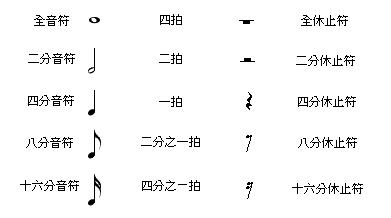 全音符 四拍 全休止符
二分音符 二拍 二分休止符
四分音符 一拍 四分休止符
八分音符 二分之一拍 八分休止符
十六分音符 四分之一拍 十六分休止符